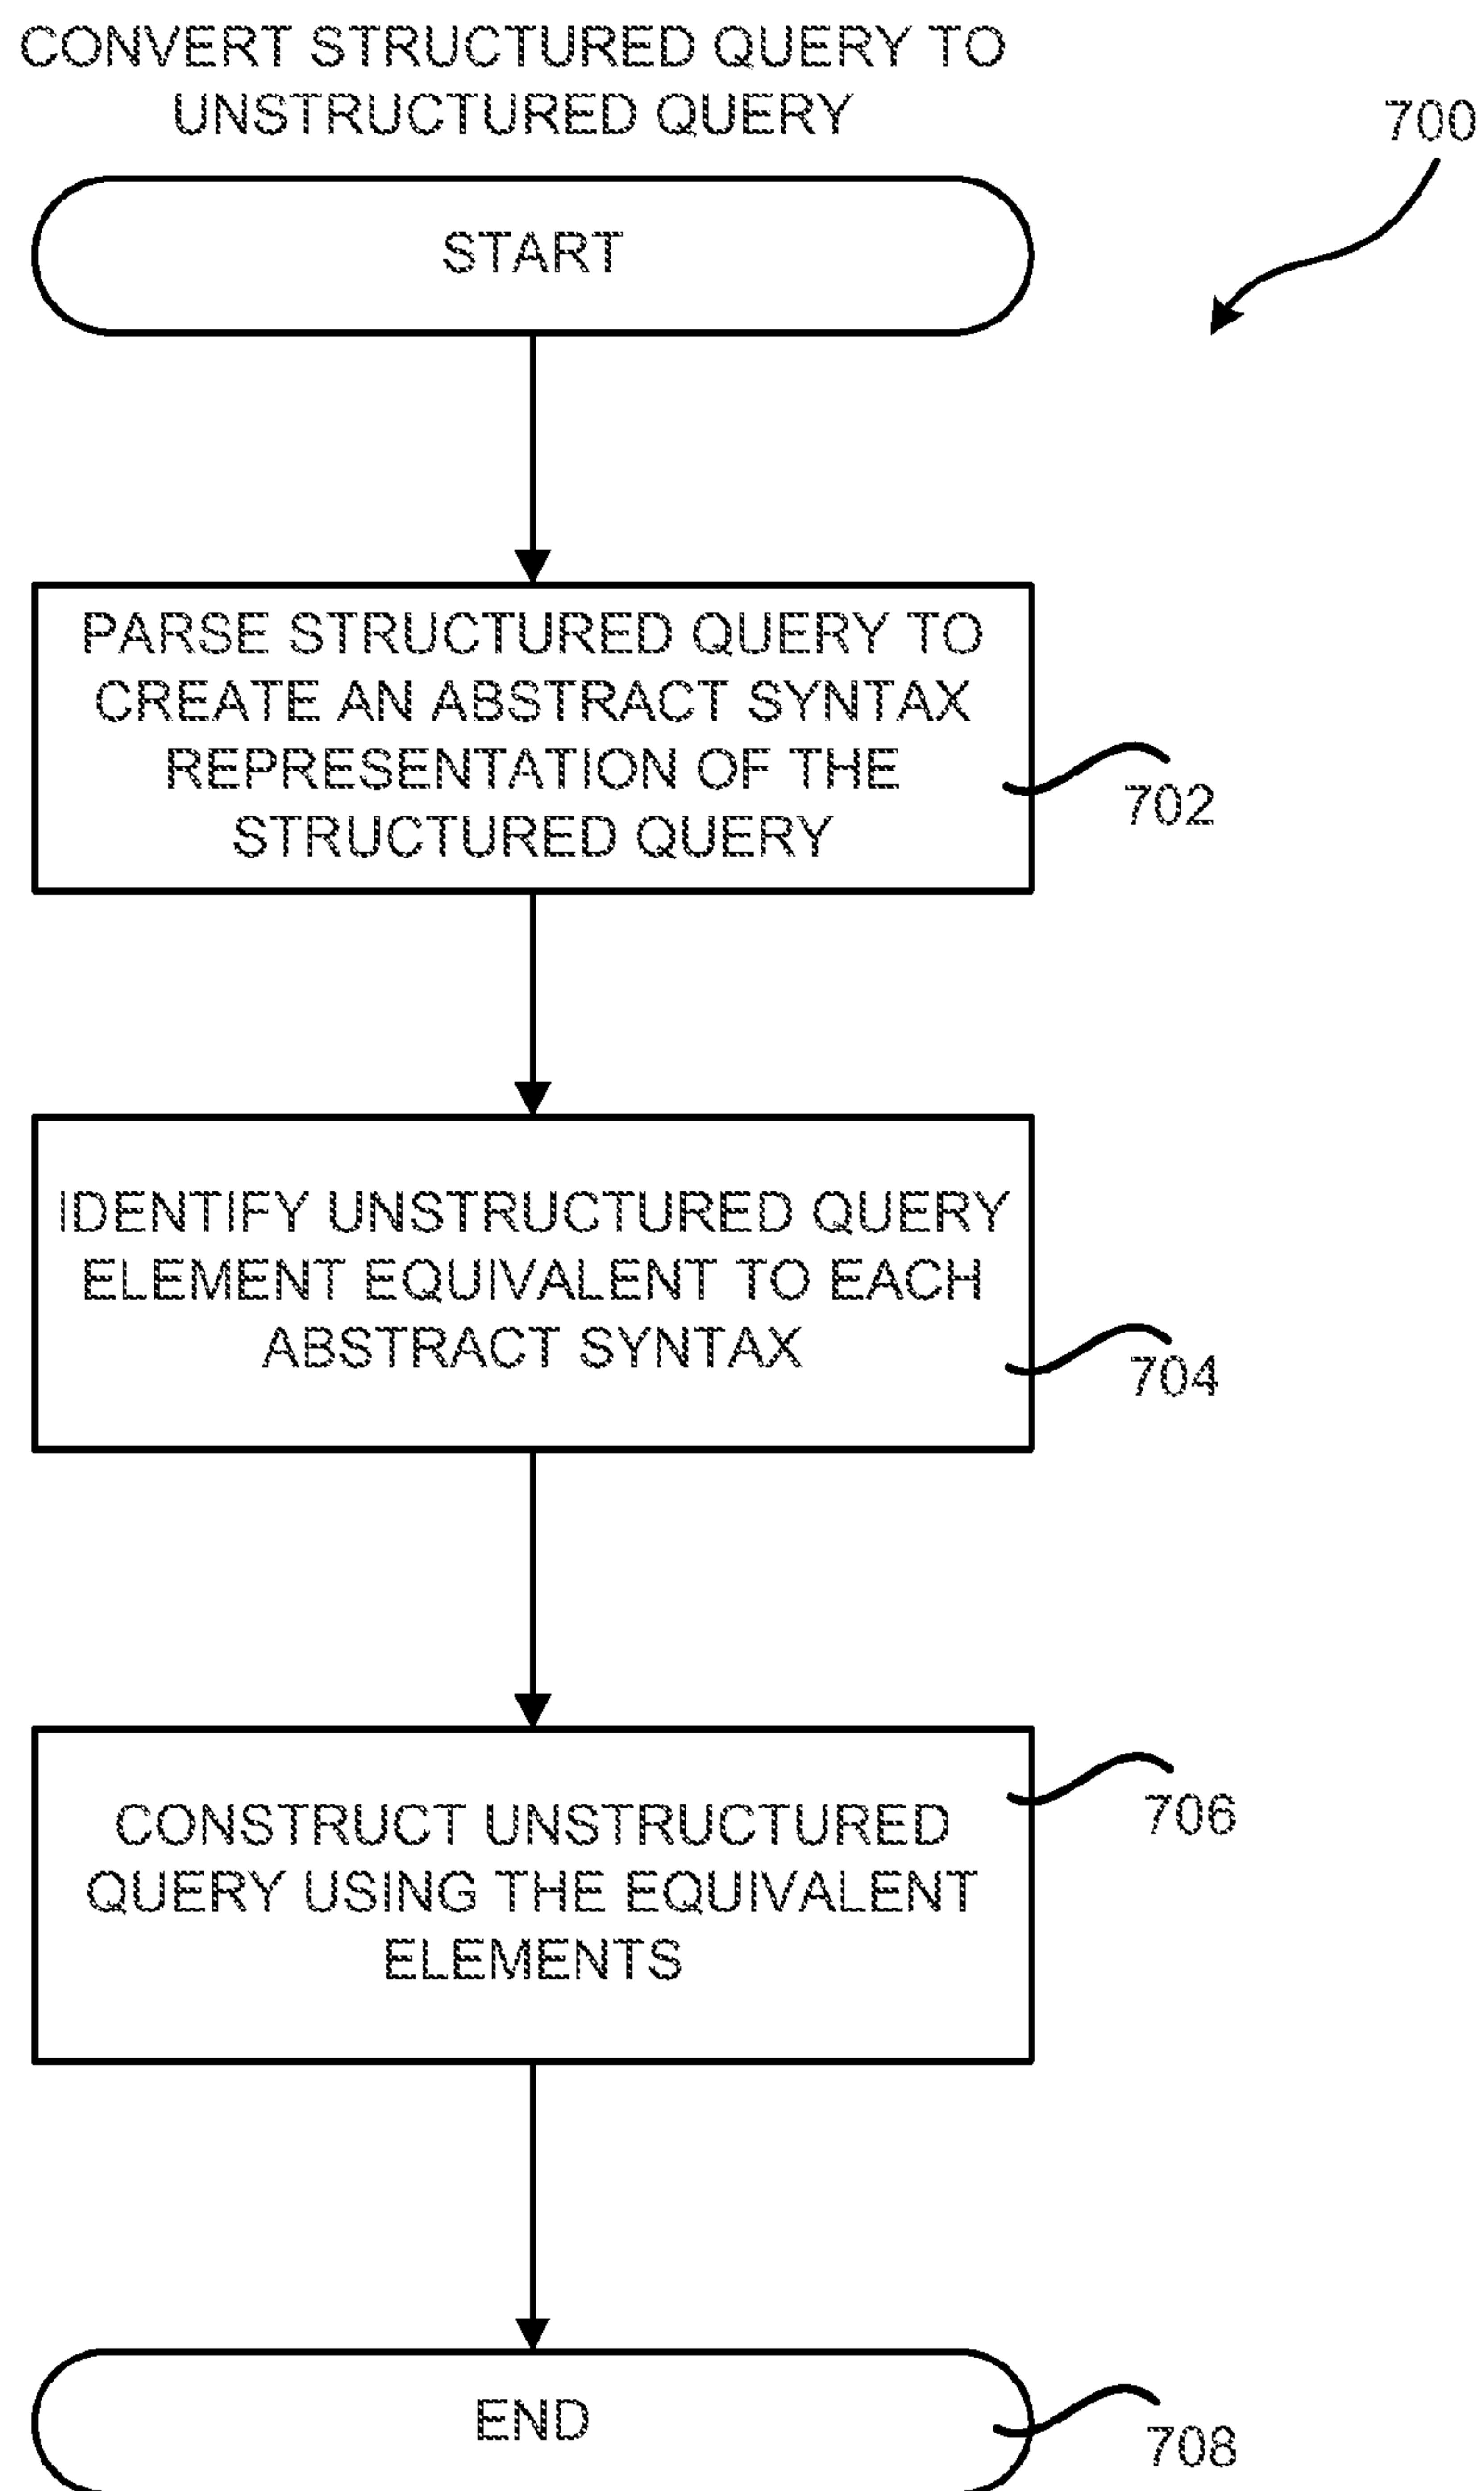 CONVERT STRUCTURED QUERY TO
UNSTRUCTURED QUERY
700
START
PARSE STRUCTURED QUERY TO
CREATE AN ABSTRACT SYNTAX
REPRESENTATION OF THE
STRUCTURED QUERY
702
IDENTIFY UNSTRUCTURED QUERY
ELEMENT EQUIVALENT TO EACH
ABSTRACT SYNTAX
704
CONSTRUCT UNSTRUCTURED
QUERY USING THE EQUIVALENT
ELEMENTS
706
END
708